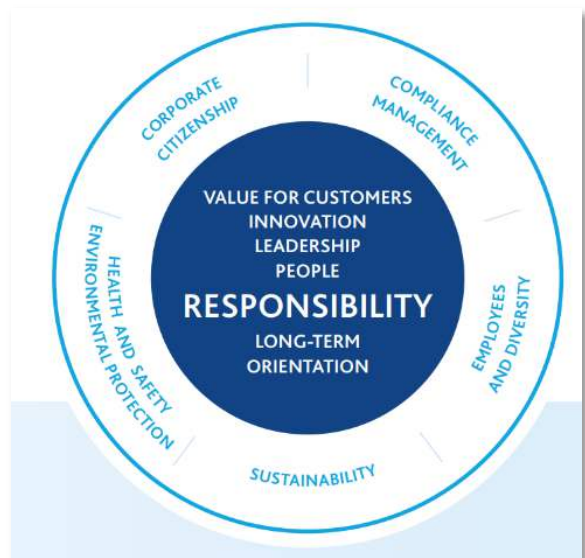 CORPORATE
CITIZENSHIP
COMPLIANCE
MANAGEMENT
VALUE FOR CUSTOMERS
INNOVATION
LEADERSHIP
PEOPLE
RESPONSIBILITY
LONG-TERM
ORIENTATION
HEALTH AND SAFETY
ENVIRONMENTAL PROTECTION
EMPLOYEES
AND DIVERSITY
SUSTAINABILITY